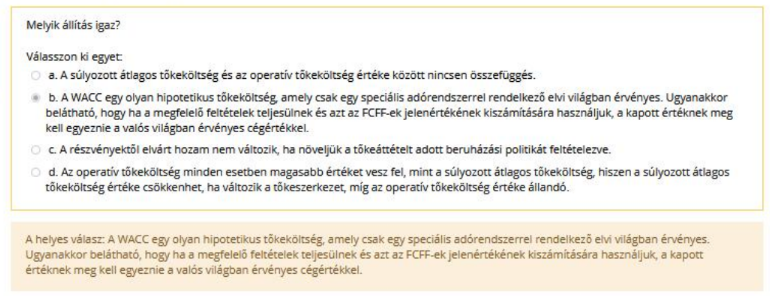 Melyik állítás igaz?
Válasszon ki egyet:
a. A súlyozott átlagos tőkeköltség és az operatív tőkeköltség értéke között nincsen összefüggés.
b. A WACC egy olyan hipotetikus tőkeköltség, amely csak egy speciális adórendszerrel rendelkező elvi világban érvényes. Ugyanakkor
belátható, hogy ha a megfelelő feltételek teljesülnek és azt az FCFF-ek jelenértékének kiszámítására használjuk, a kapott értéknek meg
kell egyeznie a valós világban érvényes cégértékkel.
c. A részvényektől elvárt hozam nem változik, ha növeljük a tőkeáttételt adott beruházási politikát feltételezve.
d. Az operatív tőkeköltség minden esetben magasabb értéket vesz fel, mint a súlyozott átlagos tőkeköltség, hiszen a súlyozott átlagos
tőkeköltség értéke csökkenhet, ha változik a tőkeszerkezet, míg az operatív tőkeköltség értéke állandó.
A helyes válasz: A WACC egy olyan hipotetikus tőkeköltség, amely csak egy speciális adórendszerrel rendelkező elvi világban érvényes.
Ugyanakkor belátható, hogy ha a megfelelő feltételek teljesülnek és azt az FCFF-ek jelenértékének kiszámítására használjuk, a kapott
értéknek meg kell egyeznie a valós világban érvényes cégértékkel.